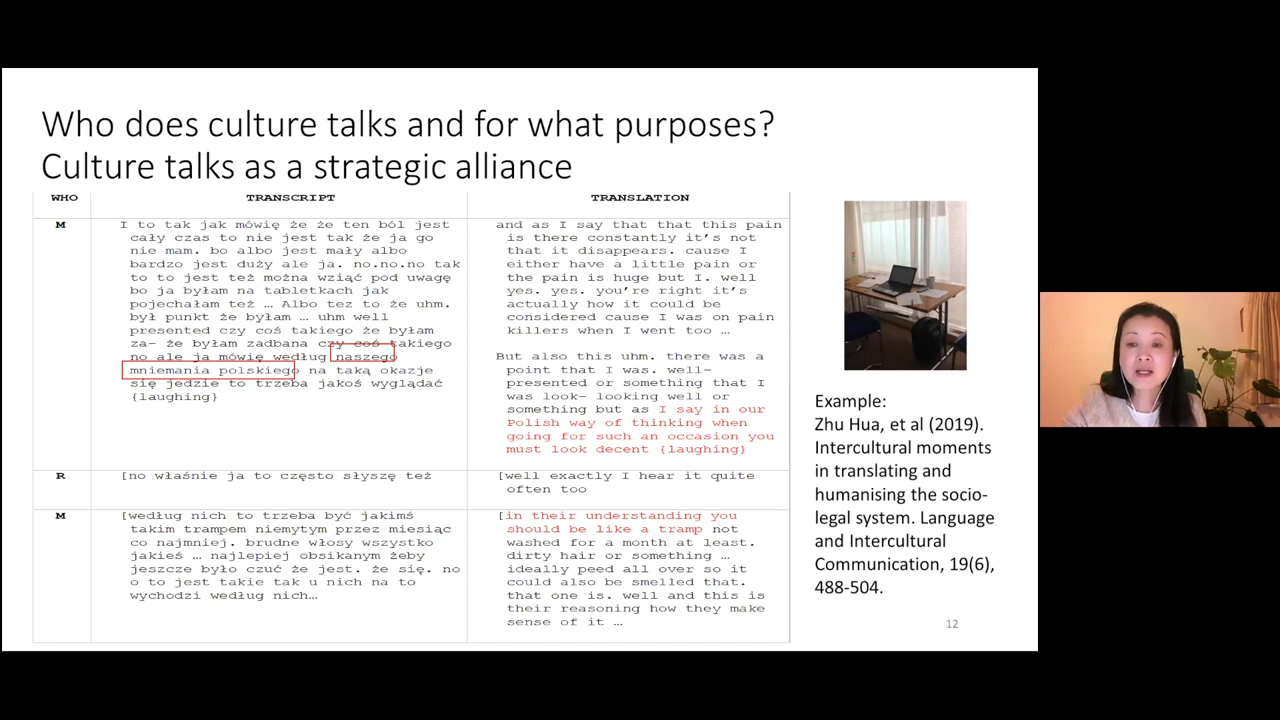 Who does culture talks and for what purposes?
Culture talks as a strategic alliance
WHO TRANSCRIPT TRANSLATION
M
I to tak jak mówię że że ten ból jest
cały czas to nie jest tak że ja go
nie mam. bo albo jest mały albo
bardzo jest duży ale ja. no.no.no tak
to to jest też można wziąć pod uwagę
bo ja byłam na tabletkach jak
pojechałam też … Albo tez to że uhm.
był punkt że byłam … uhm well
presented czy coś takiego że byłam
za- że byłam zadbana czy coś takiego
no ale ja mówię według naszego
mniemania polskiego na taką okazje
się jedzie to trzeba jakoś wyglądać
{laughing}
and as I say that that this pain
is there constantly it's not
that it disappears. cause I
either have a little pain or
the pain is huge but I. well
yes. yes. you're right it's
actually how it could be
considered cause I was on pain
killers when I went too …
But also this uhm. there was a
point that I was. well-
presented or something that I
was look- looking well or
something but as I say in our
Polish way of thinking when
going for such an occasion you
must look decent {laughing}
R
[no właśnie ja to często słyszę też
[well exactly I hear it quite
often too
M
[według nich to trzeba być jakimś
takim trampem niemytym przez miesiąc
co najmniej. brudne włosy wszystko
jakieś … najlepiej obsikanym żeby
jeszcze było czuć że jest. że się. no
o to jest takie tak u nich na to
wychodzi według nich…
[in their understanding you
should be like a tramp not
washed for a month at least.
dirty hair or something …
ideally peed all over so it
could also be smelled that.
that one is. well and this is
their reasoning how they make
sense of it …
Example:
Zhu Hua, et al (2019).
Intercultural moments
in translating and
humanising the socio-
legal system. Language
and Intercultural
Communication, 19(6),
488-504.
12